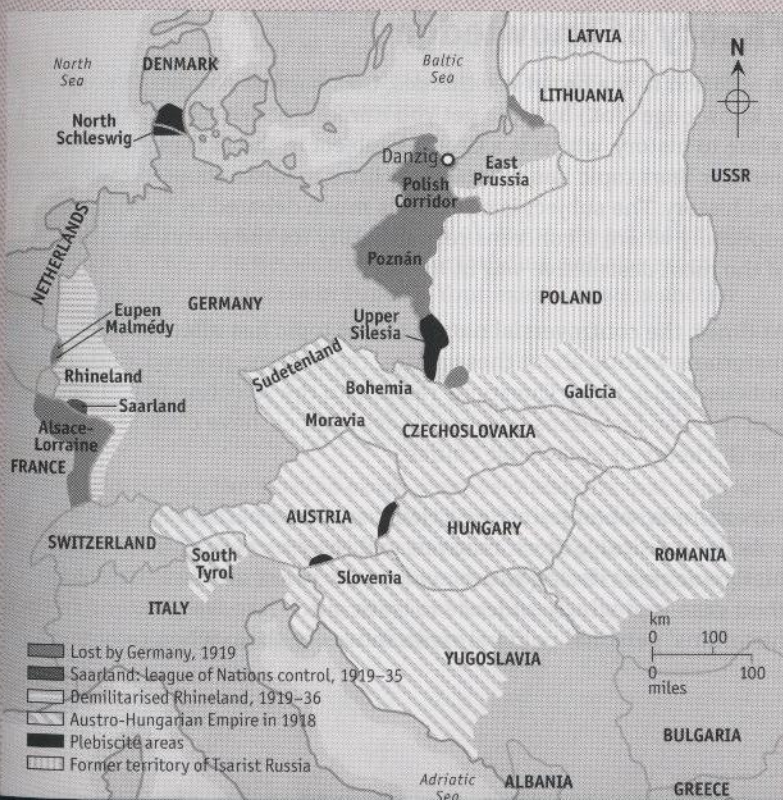 North
Sea
DENMARK
Baltic
Sea
LATVIA
N
LITHUANIA
North
Schleswig
Danzig
East
Prussia
USSR
Polish
Corridor
NETHERLANDS
Poznán
GERMANY
POLAND
Eupen
Malmédy
Upper
Silesia
Sudetenland
Rhineland
Bohemia
Galicia
Saarland
Moravia
Alsace-
Lorraine
CZECHOSLOVAKIA
FRANCE
AUSTRIA
HUNGARY
SWITZERLAND
South
Tyrol
Slovenia
ROMANIA
ITALY
km
0 100
0 100
miles
YUGOSLAVIA
Lost by Germany, 1919
Saarland: league of Nations control, 1919–35
Demilitarised Rhineland, 1919–36
Austro-Hungarian Empire in 1918
Plebiscite areas
Former territory of Tsarist Russia
BULGARIA
Adriatic
Sea
ALBANIA
GREECE